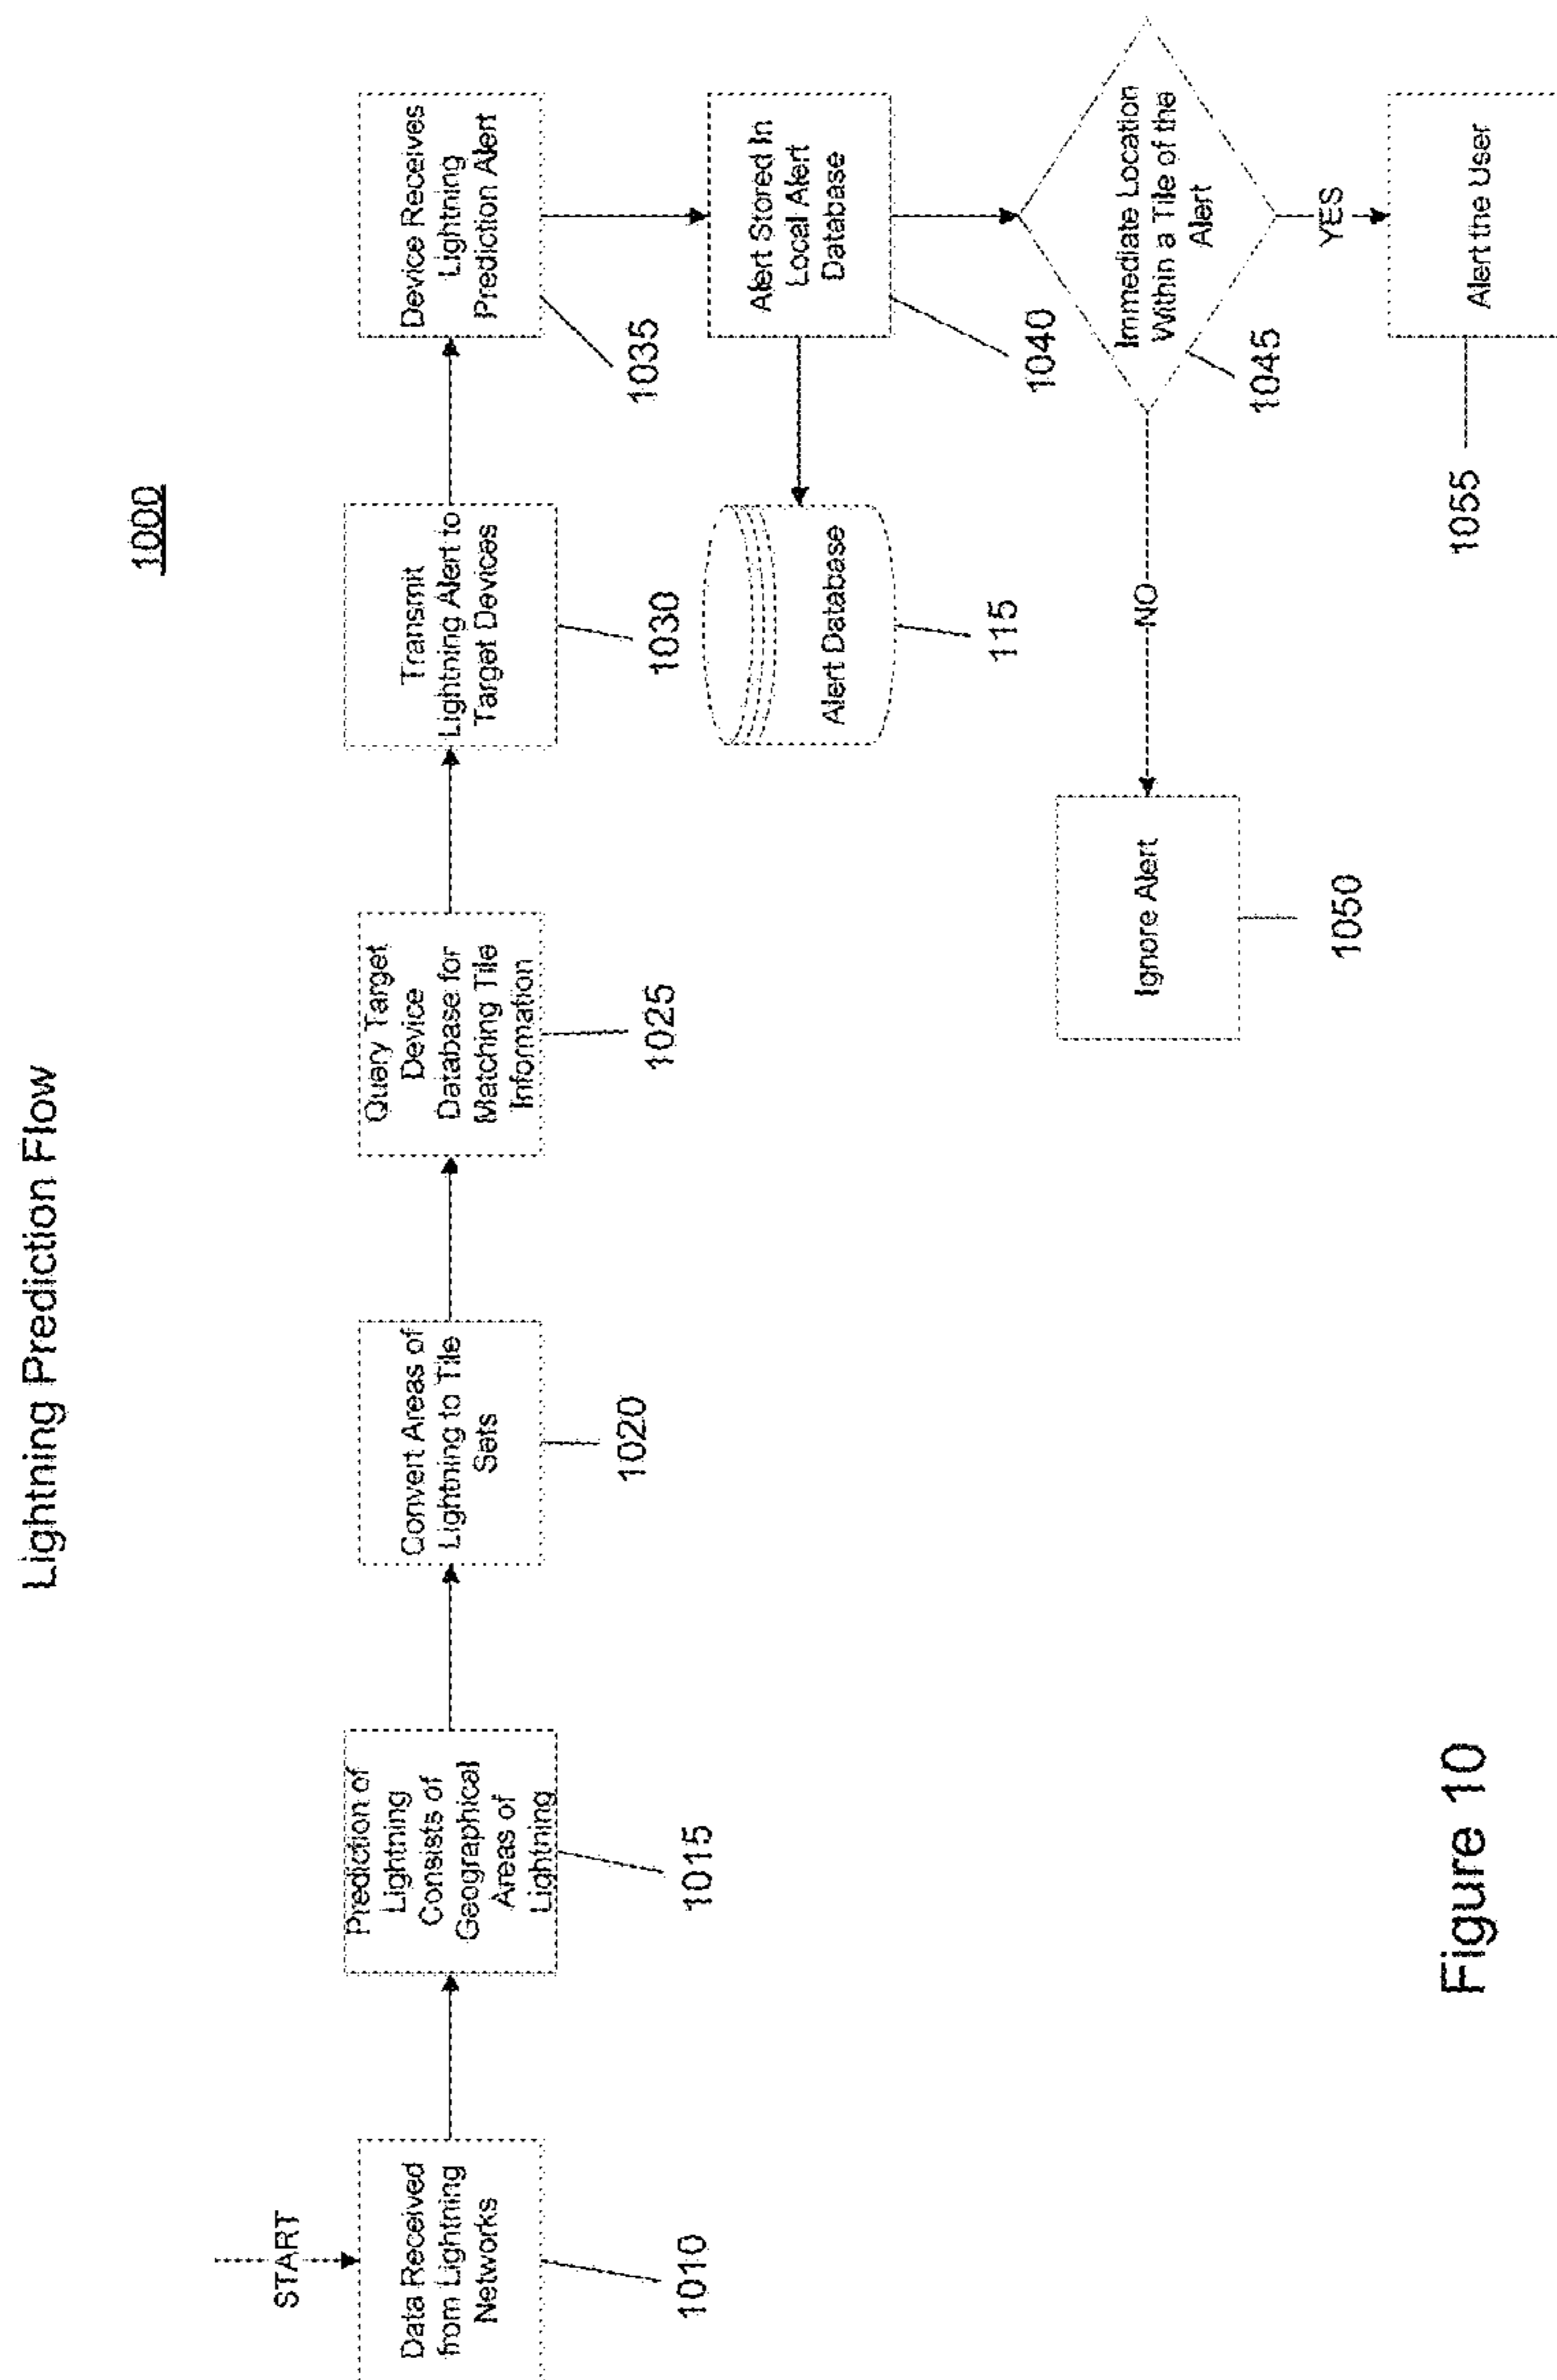 Lightning Prediction Flow
1000
START
Data Received
from Lightning
Networks
1010
Prediction of
Lightning
Consists of
Geographical
Areas of
Lightning
1015
Convert Areas of
Lightning to Tile
Sets
1020
Query Target
Device
Database for
Matching Tile
Information
1025
Transmit
Lightning Alert to
Target Devices
1030
Device Receives
Lightning
Prediction Alert
1035
Alert Stored In
Local Alert
Database
1040
Alert Database
115
Immediate Location
Within a Tile of the
Alert
1045
NO
Ignore Alert
1050
YES
Alert the User
1055
Figure 10